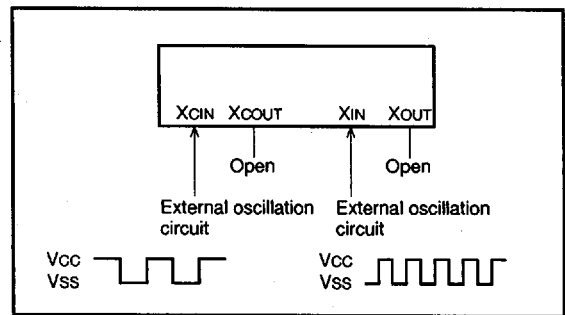 XCIN XCOUT XIN XOUT
Open Open
External oscillation circuit
External oscillation circuit
VCC
VSS
VCC
VSS